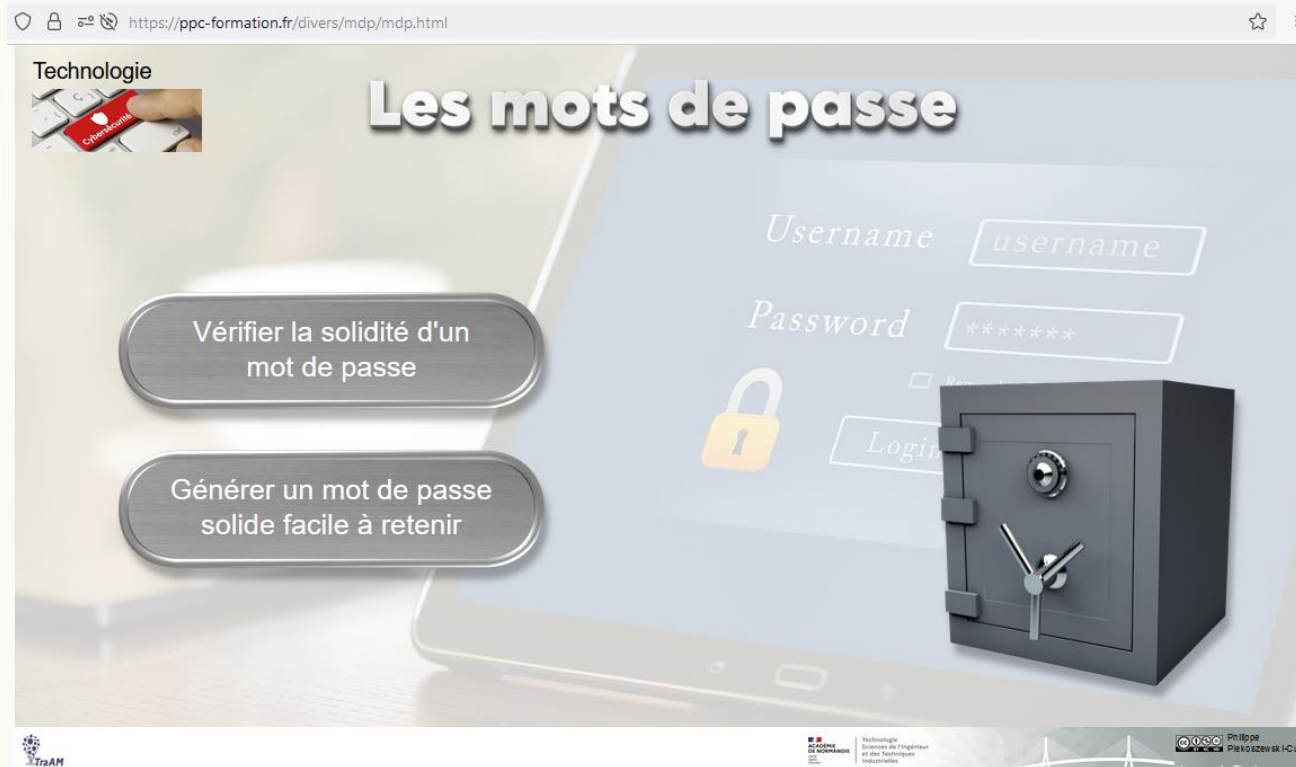 https://ppc-formation.fr/divers/mdp/mdp.html
Technologie
Cybersécurité
Les mots de passe
Username
username
Password
*******
Login
Vérifier la solidité d'un
mot de passe
Générer un mot de passe
solide facile à retenir
TraAM
ACADÉMIE
DE NORMANDIE
Technologie
Sciences de l'Ingénieur
et des Techniques
Industrielles
Philippe